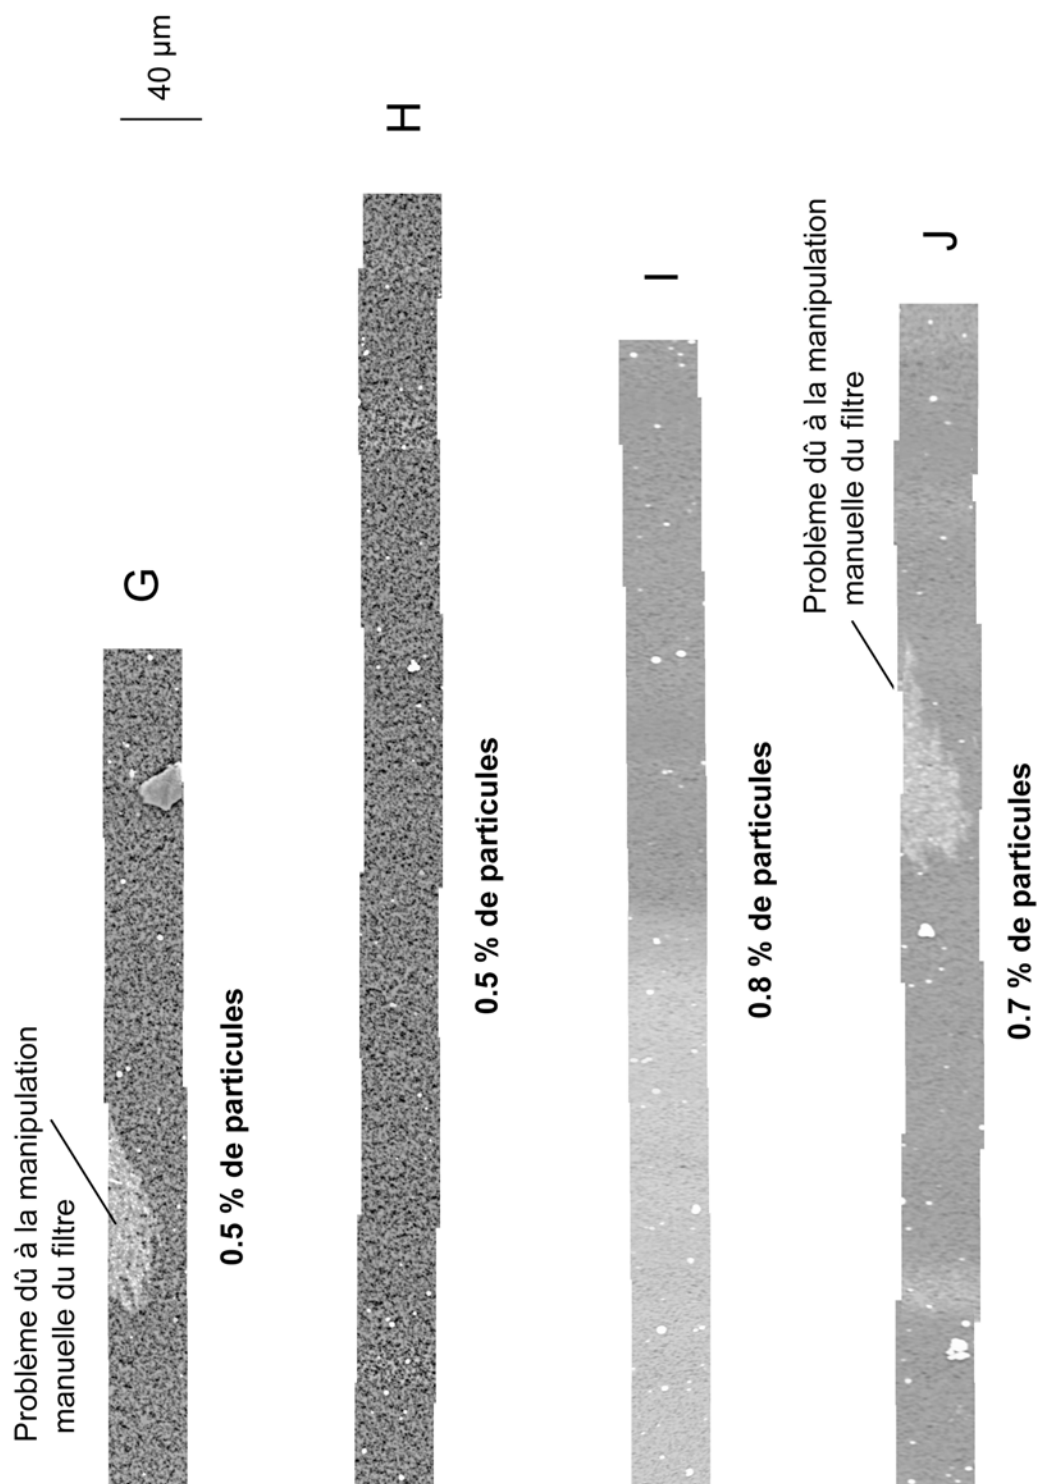 40 µm
G
Problème dû à la manipulation
manuelle du filtre
0.5 % de particules
H
0.5 % de particules
I
0.8 % de particules
J
Problème dû à la manipulation
manuelle du filtre
0.7 % de particules